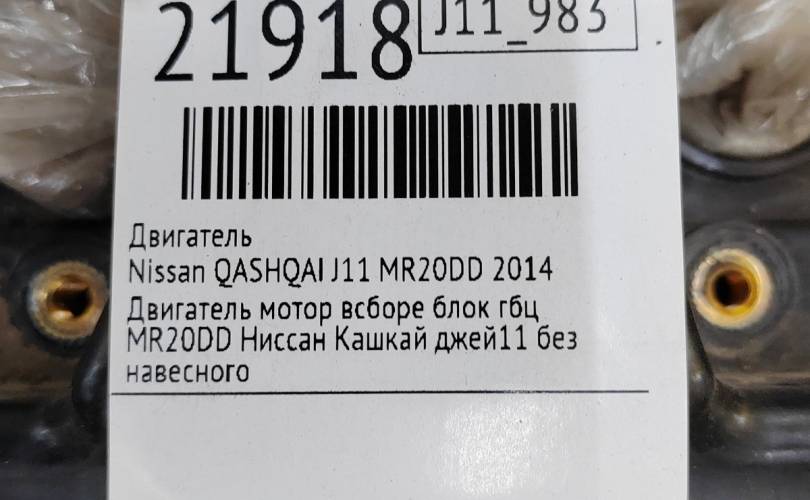 21918
J11_983
Двигатель
Nissan QASHQAI J11 MR20DD 2014
Двигатель мотор всборе блок гбц
MR20DD Ниссан Кашкай джей11 без
навесного